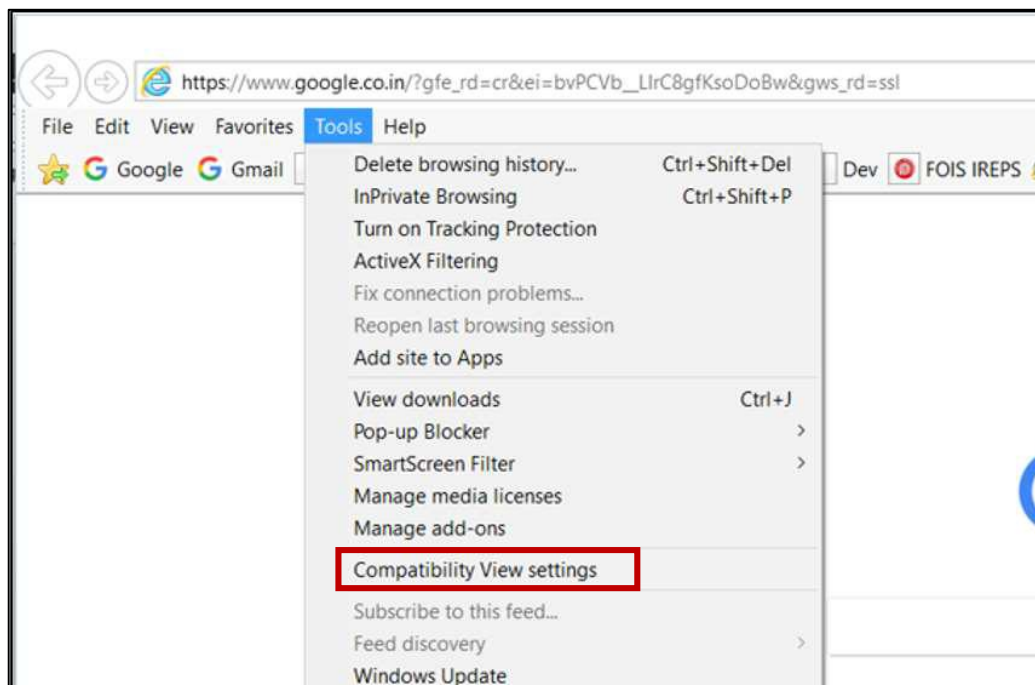 https://www.google.co.in/?gfe_rd=cr&ei=bvPCVb__LIrC8gfKsoDoBw&gws_rd=ssl
File Edit View Favorites Tools Help
Google Gmail Dev FOIS IREPS
Delete browsing history... Ctrl+Shift+Del
InPrivate Browsing Ctrl+Shift+P
Turn on Tracking Protection
ActiveX Filtering
Fix connection problems...
Reopen last browsing session
Add site to Apps
View downloads Ctrl+J
Pop-up Blocker
SmartScreen Filter
Manage media licenses
Manage add-ons
Compatibility View settings
Subscribe to this feed...
Feed discovery
Windows Update